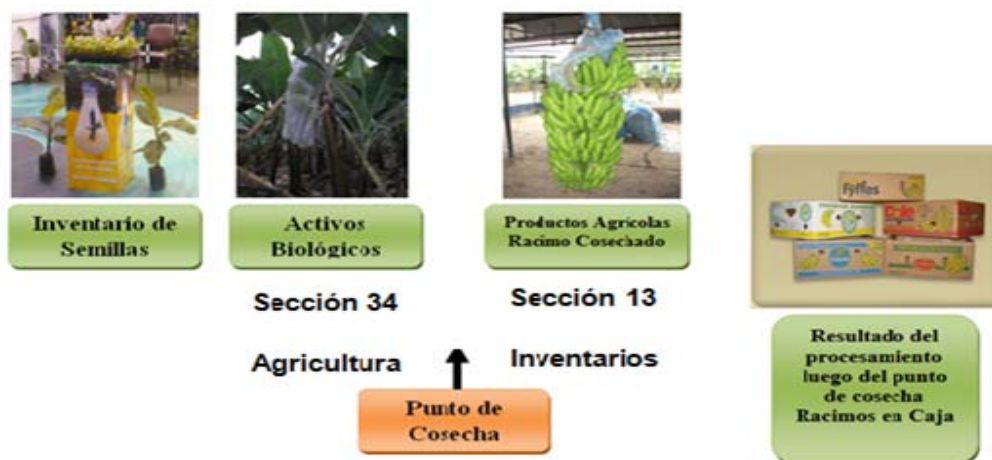 Inventario de
Semillas
Activos
Biológicos
Productos Agrícolas
Racimo Cosechado
Sección 34
Agricultura
Sección 13
Inventarios
Punto de
Cosecha
Fyffes
Resultado del
procesamiento
luego del punto
de cosecha
Racimos en Caja